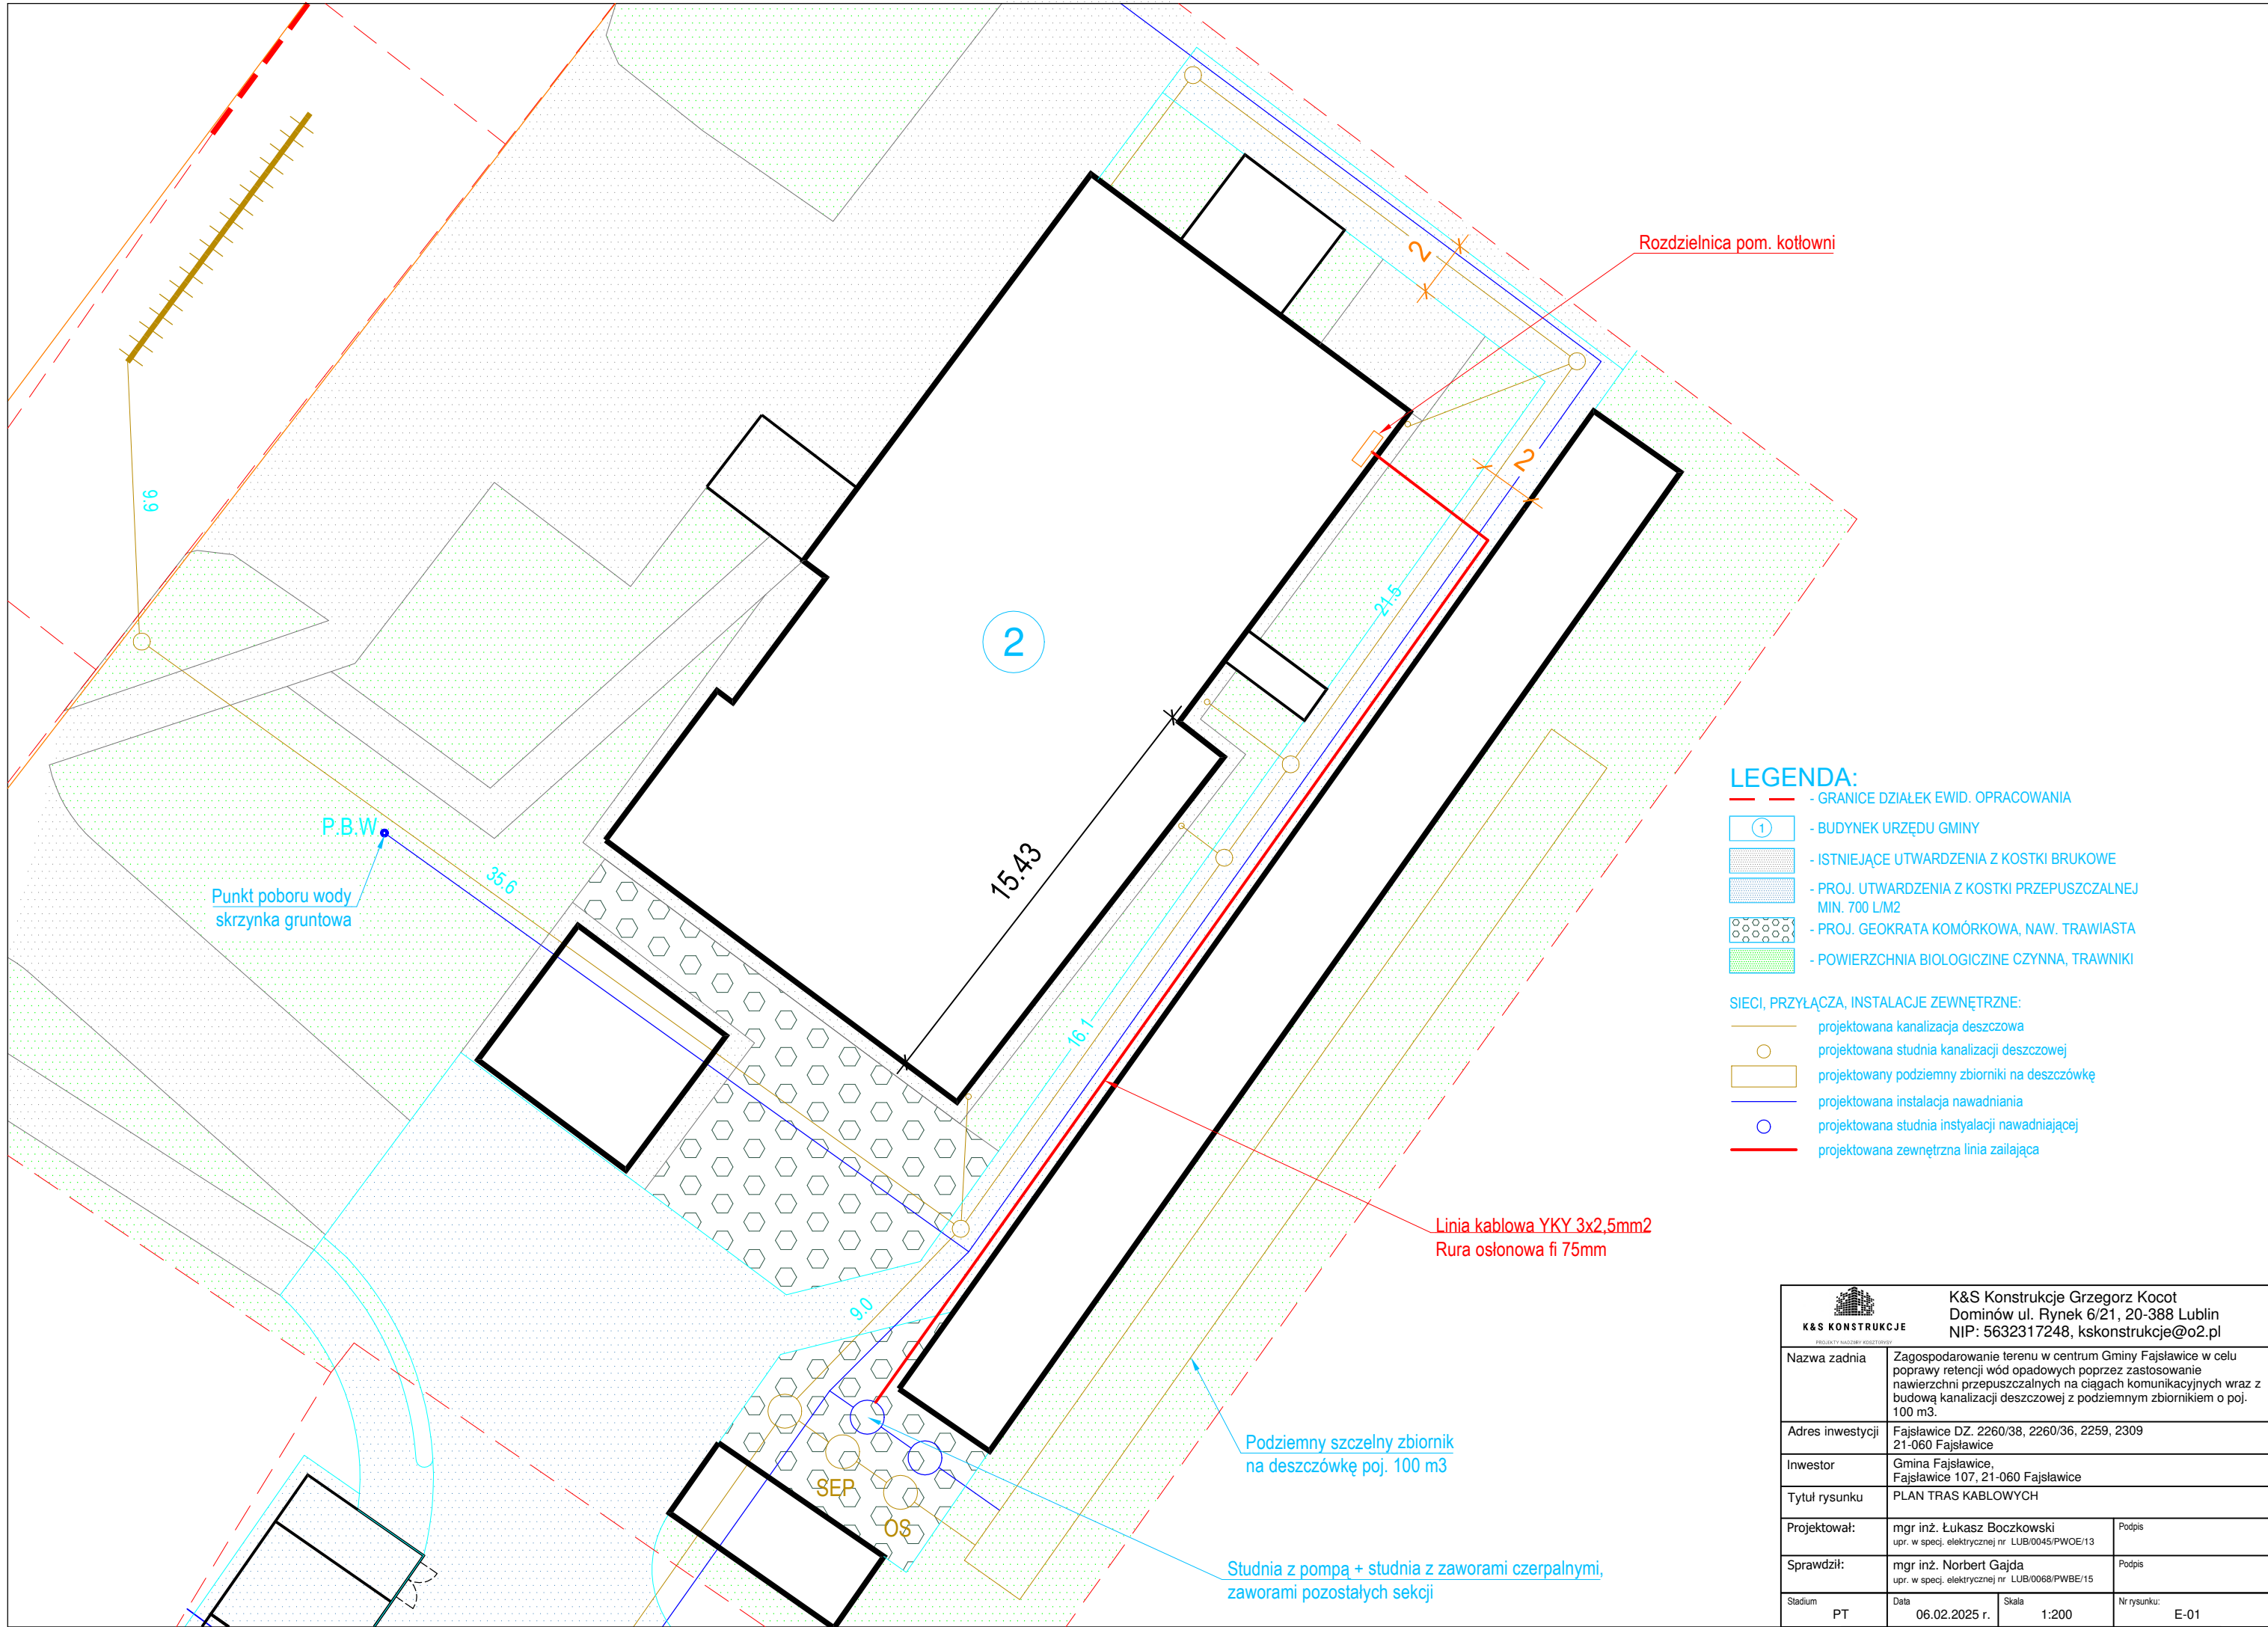 Rozdzielnica pom. kotłowni
2
2
9.9
21.5
2
P.B.W
Punkt poboru wody
skrzynka gruntowa
35.6
15.43
16.1
9.0
LEGENDA:
- GRANICE DZIAŁEK EWID. OPRACOWANIA
1
- BUDYNEK URZĘDU GMINY
- ISTNIEJĄCE UTWARDZENIA Z KOSTKI BRUKOWE
- PROJ. UTWARDZENIA Z KOSTKI PRZEPUSZCZALNEJ
MIN. 700 L/M2
- PROJ. GEOKRATA KOMÓRKOWA, NAW. TRAWIASTA
- POWIERZCHNIA BIOLOGICZINE CZYNNA, TRAWNIKI
SIECI, PRZYŁĄCZA, INSTALACJE ZEWNĘTRZNE:
projektowana kanalizacja deszczowa
projektowana studnia kanalizacji deszczowej
projektowany podziemny zbiorniki na deszczówkę
projektowana instalacja nawadniania
projektowana studnia instyalacji nawadniającej
projektowana zewnętrzna linia zailająca
Linia kablowa YKY 3x2,5mm2
Rura osłonowa fi 75mm
Podziemny szczelny zbiornik
na deszczówkę poj. 100 m3
SEP
OS
Studnia z pompą + studnia z zaworami czerpalnymi,
zaworami pozostałych sekcji
K&S KONSTRUKCJE
PROJEKTY NADZORY KOSZTORYSY
K&S Konstrukcje Grzegorz Kocot
Dominów ul. Rynek 6/21, 20-388 Lublin
NIP: 5632317248, kskonstrukcje@o2.pl
Nazwa zadnia
Zagospodarowanie terenu w centrum Gminy Fajsławice w celu
poprawy retencji wód opadowych poprzez zastosowanie
nawierzchni przepuszczalnych na ciągach komunikacyjnych wraz z
budową kanalizacji deszczowej z podziemnym zbiornikiem o poj.
100 m3.
Adres inwestycji
Fajsławice DZ. 2260/38, 2260/36, 2259, 2309
21-060 Fajsławice
Inwestor
Gmina Fajsławice,
Fajsławice 107, 21-060 Fajsławice
Tytuł rysunku
PLAN TRAS KABLOWYCH
Projektował:
mgr inż. Łukasz Boczkowski
upr. w specj. elektrycznej nr LUB/0045/PWOE/13
Podpis
Sprawdził:
mgr inż. Norbert Gajda
upr. w specj. elektrycznej nr LUB/0068/PWBE/15
Podpis
Stadium
PT
Data
06.02.2025 r.
Skala
1:200
Nr rysunku:
E-01